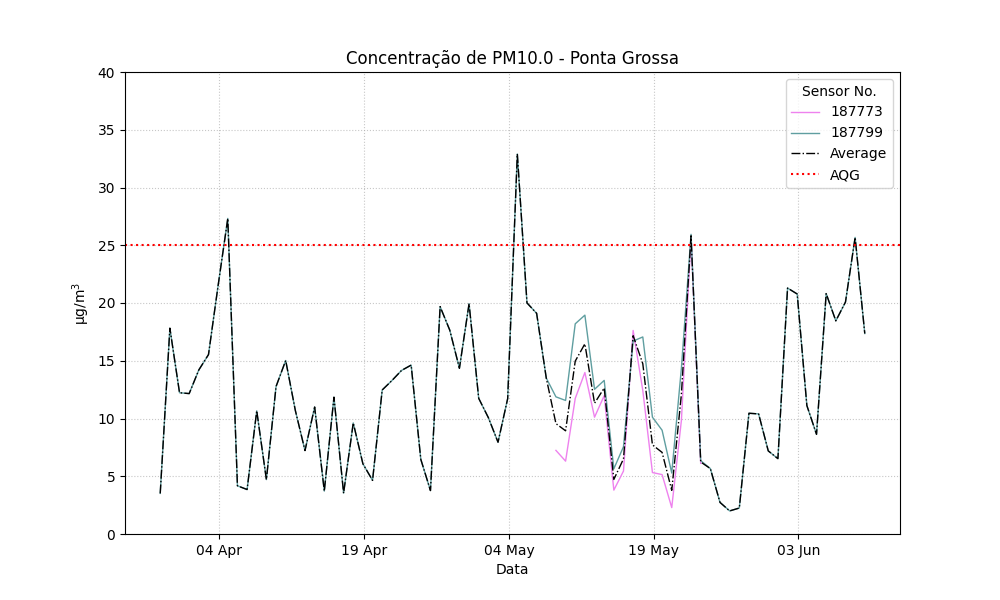 Concentração de PM10.0 - Ponta Grossa
40
35
30
25
20
15
10
5
0
µg/m³
Sensor No.
187773
187799
Average
AQG
04 Apr
19 Apr
04 May
19 May
03 Jun
Data